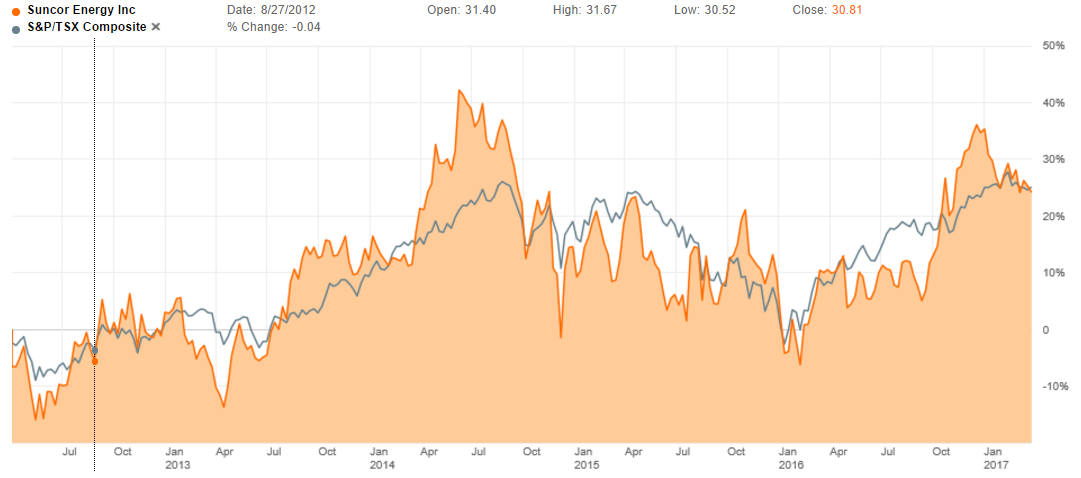 Suncor Energy Inc Date: 8/27/2012 Open: 31.40 High: 31.67 Low: 30.52 Close: 30.81
S&P/TSX Composite ✕ % Change: -0.04
50%
40%
30%
20%
10%
0
-10%
Jul Oct Jan Apr Jul Oct Jan Apr Jul Oct Jan Apr Jul Oct Jan Apr Jul Oct Jan
2013 2014 2015 2016 2017